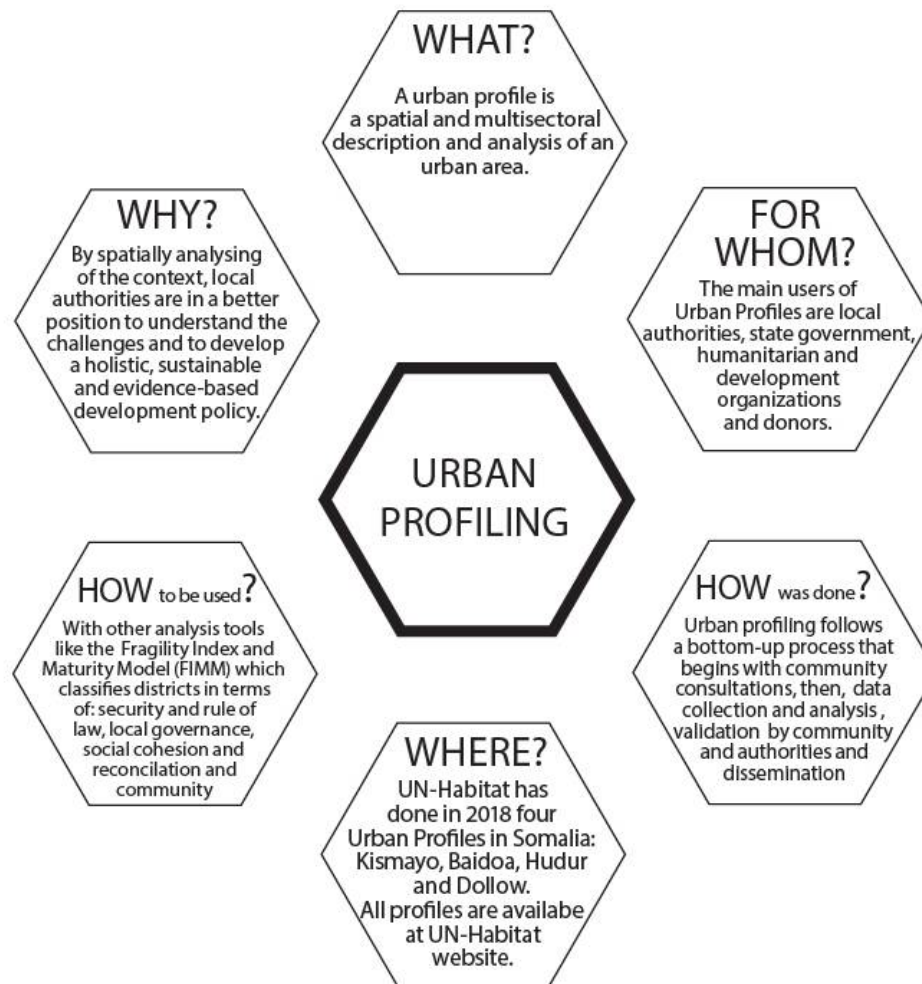 WHAT?
A urban profile is
a spatial and multisectoral
description and analysis of an
urban area.
WHY?
By spatially analysing
of the context, local
authorities are in a better
position to understand the
challenges and to develop
a holistic, sustainable
and evidence-based
development policy.
FOR
WHOM?
The main users of
Urban Profiles are local
authorities, state government,
humanitarian and
development
organizations
and donors.
URBAN
PROFILING
HOW to be used?
With other analysis tools
like the Fragility Index and
Maturity Model (FIMM) which
classifies districts in terms
of: security and rule of
law, local governance,
social cohesion and
reconcilation and
community
HOW was done?
Urban profiling follows
a bottom-up process that
begins with community
consultations, then, data
collection and analysis ,
validation by community
and authorities and
dissemination
WHERE?
UN-Habitat has
done in 2018 four
Urban Profiles in Somalia:
Kismayo, Baidoa, Hudur
and Dollow.
All profiles are availabe
at UN-Habitat
website.